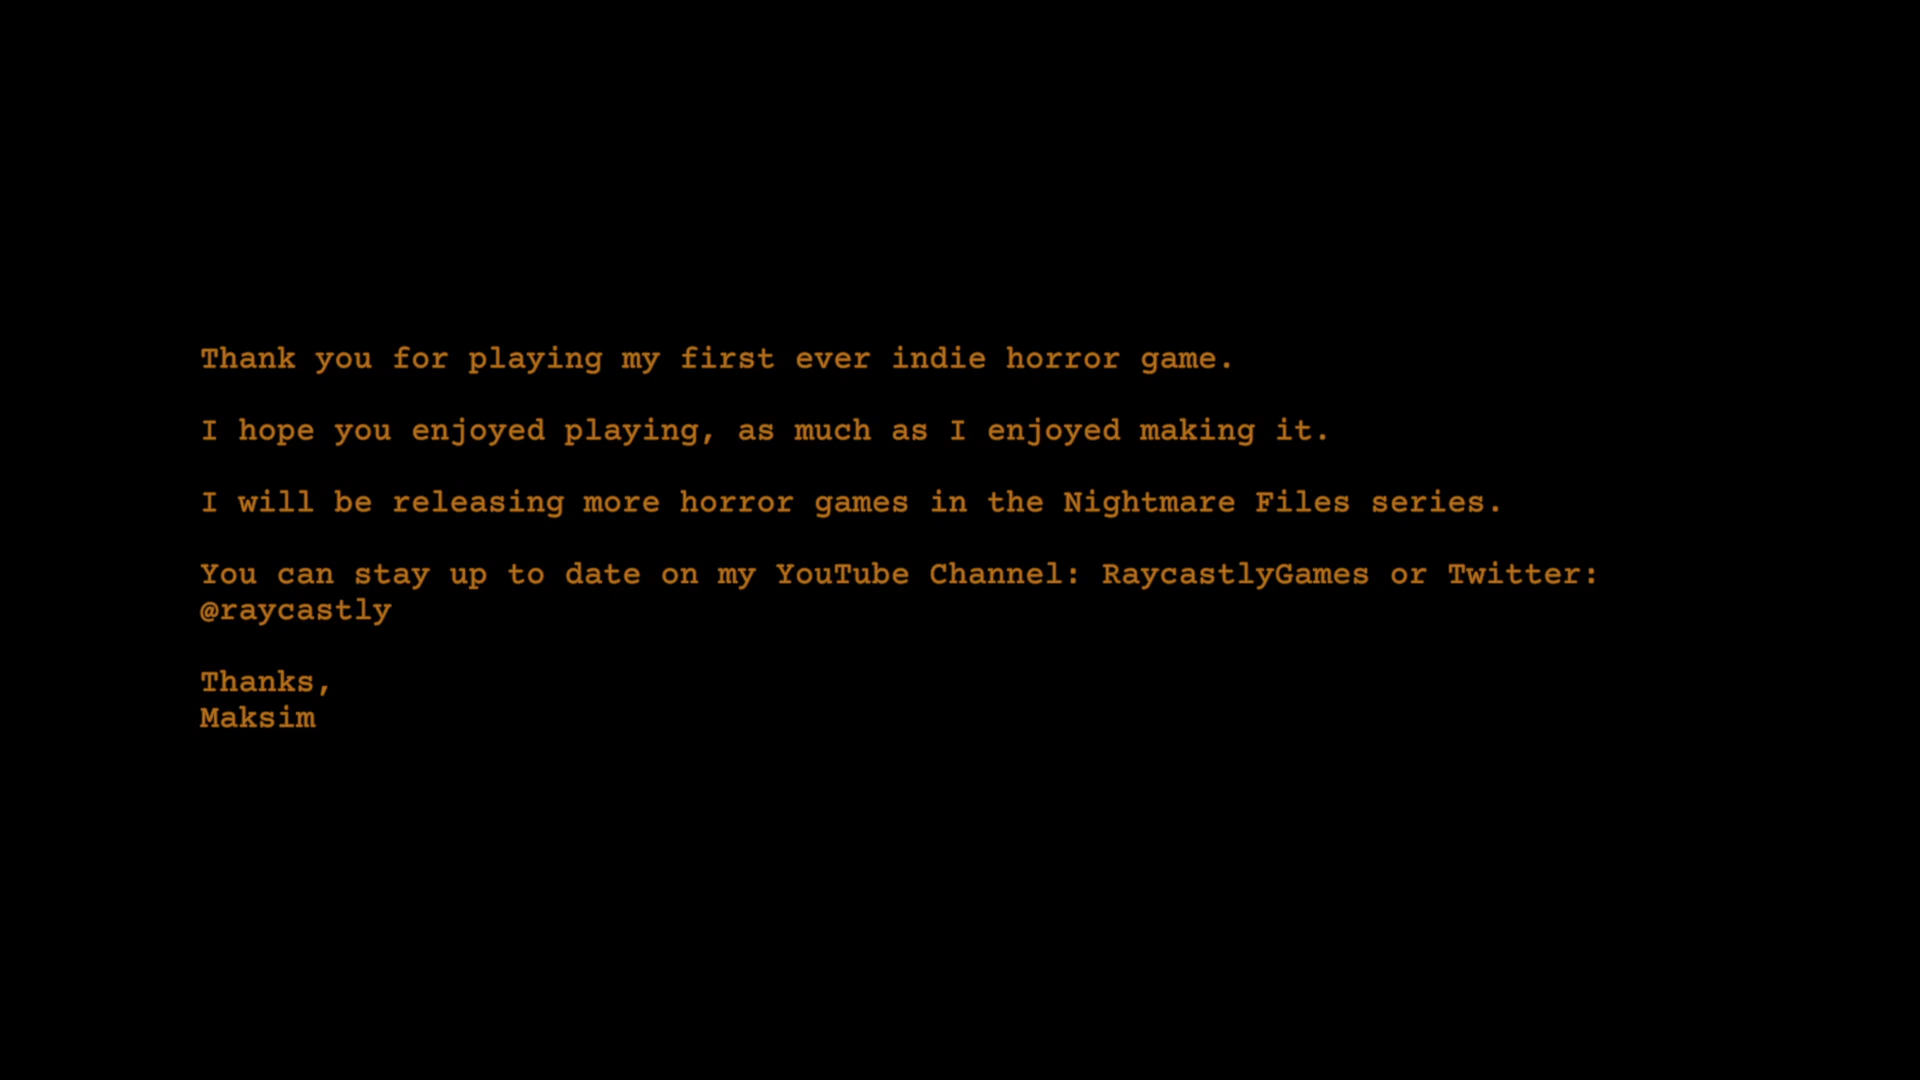 Thank you for playing my first ever indie horror game.
I hope you enjoyed playing, as much as I enjoyed making it.
I will be releasing more horror games in the Nightmare Files series.
You can stay up to date on my YouTube Channel: RaycastlyGames or Twitter:
@raycastly
Thanks,
Maksim